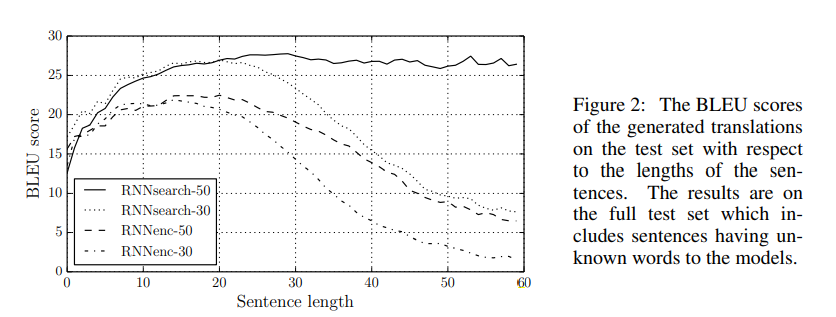 30
25
20
15
10
5
0
BLEU score
RNNsearch-50
RNNsearch-30
RNNenc-50
RNNenc-30
0 10 20 30 40 50 60
Sentence length
Figure 2: The BLEU scores
of the generated translations
on the test set with respect
to the lengths of the sen-
tences. The results are on
the full test set which in-
cludes sentences having un-
known words to the models.